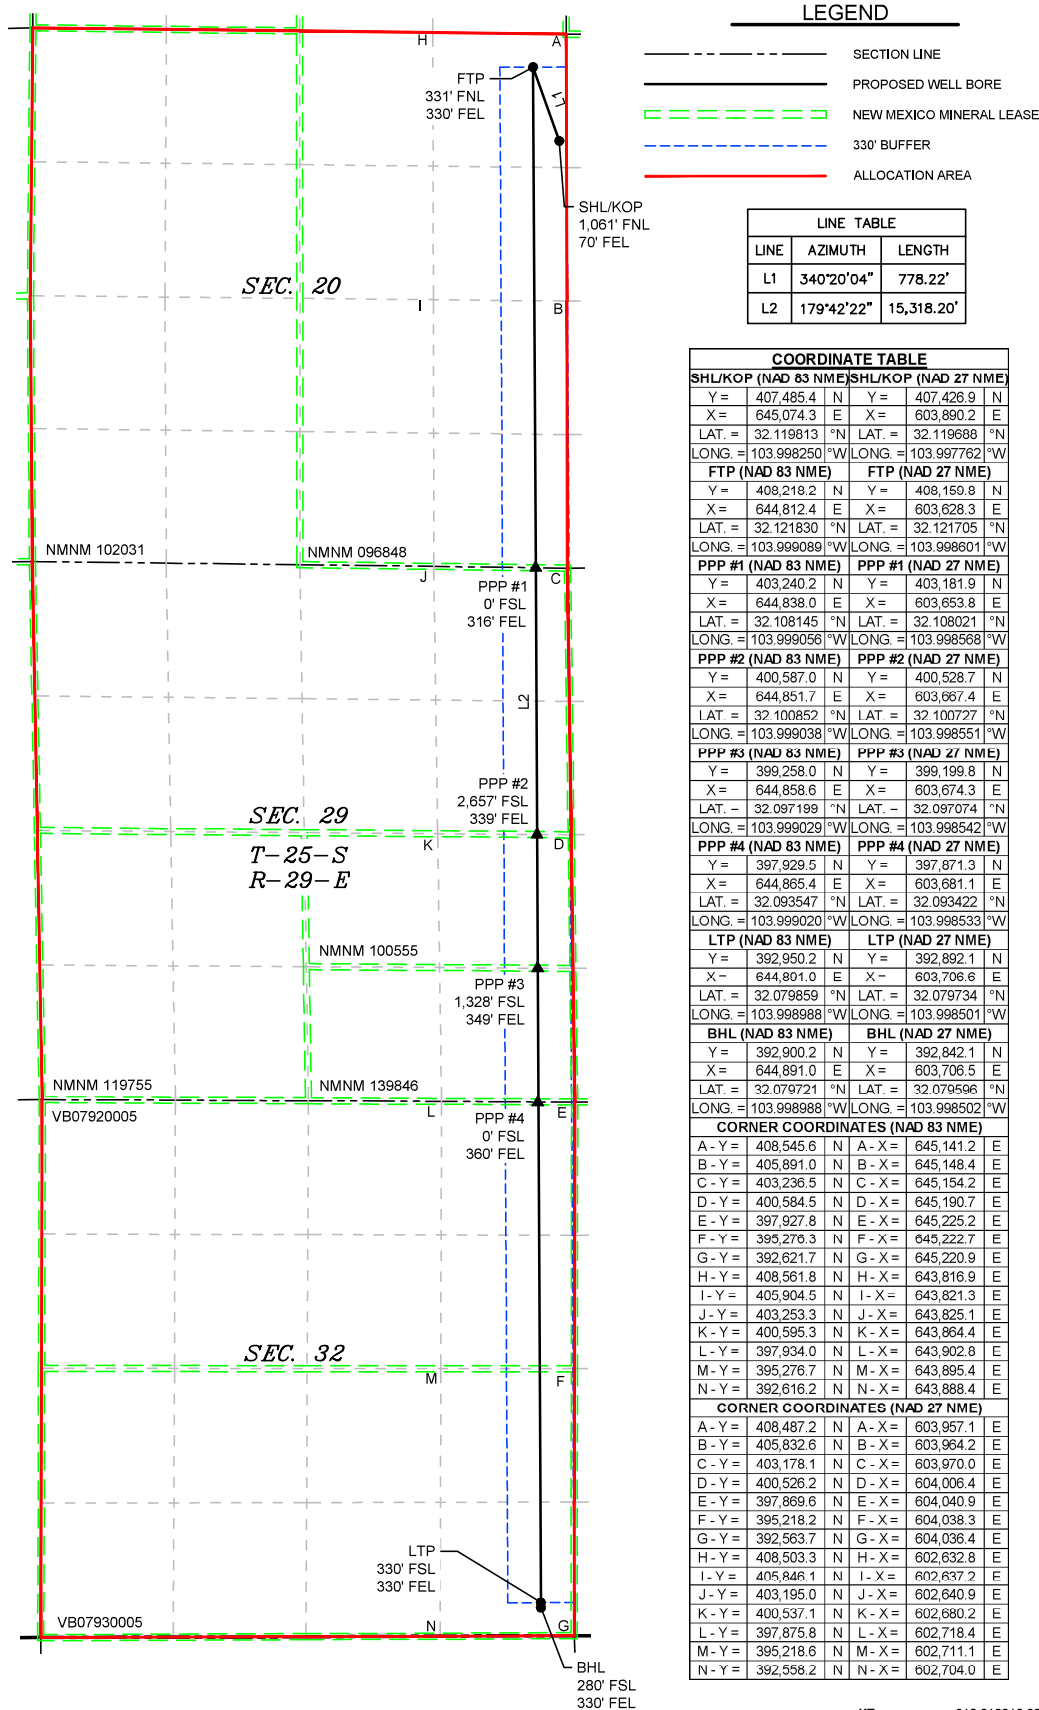 LEGEND
SECTION LINE
PROPOSED WELL BORE
NEW MEXICO MINERAL LEASE
330' BUFFER
ALLOCATION AREA
H
A
FTP
331' FNL
330' FEL
L1
SHL/KOP
1,061' FNL
70' FEL
SEC. 20
I
B
NMNM 102031
NMNM 096848
J
C
PPP #1
0' FSL
316' FEL
L2
PPP #2
2,657' FSL
339' FEL
SEC. 29
T-25-S
R-29-E
K
D
NMNM 100555
PPP #3
1,328' FSL
349' FEL
NMNM 119755
NMNM 139846
VB07920005
L
E
PPP #4
0' FSL
360' FEL
SEC. 32
M
F
LTP
330' FSL
330' FEL
VB07930005
N
G
BHL
280' FSL
330' FEL
LINE TABLE
LINE AZIMUTH LENGTH
L1 340°20'04" 778.22'
L2 179°42'22" 15,318.20'
COORDINATE TABLE
SHL/KOP (NAD 83 NME) SHL/KOP (NAD 27 NME)
Y = 407,485.4 N Y = 407,426.9 N
X = 645,074.3 E X = 603,890.2 E
LAT. = 32.119813 °N LAT. = 32.119688 °N
LONG. = 103.998250 °W LONG. = 103.997762 °W
FTP (NAD 83 NME) FTP (NAD 27 NME)
Y = 408,218.2 N Y = 408,159.8 N
X = 644,812.4 E X = 603,628.3 E
LAT. = 32.121830 °N LAT. = 32.121705 °N
LONG. = 103.999089 °W LONG. = 103.998601 °W
PPP #1 (NAD 83 NME) PPP #1 (NAD 27 NME)
Y = 403,240.2 N Y = 403,181.9 N
X = 644,838.0 E X = 603,653.8 E
LAT. = 32.108145 °N LAT. = 32.108021 °N
LONG. = 103.999056 °W LONG. = 103.998568 °W
PPP #2 (NAD 83 NME) PPP #2 (NAD 27 NME)
Y = 400,587.0 N Y = 400,528.7 N
X = 644,851.7 E X = 603,667.4 E
LAT. = 32.100852 °N LAT. = 32.100727 °N
LONG. = 103.999038 °W LONG. = 103.998551 °W
PPP #3 (NAD 83 NME) PPP #3 (NAD 27 NME)
Y = 399,258.0 N Y = 399,199.8 N
X = 644,858.6 E X = 603,674.3 E
LAT. = 32.097199 °N LAT. = 32.097074 °N
LONG. = 103.999029 °W LONG. = 103.998542 °W
PPP #4 (NAD 83 NME) PPP #4 (NAD 27 NME)
Y = 397,929.5 N Y = 397,871.3 N
X = 644,865.4 E X = 603,681.1 E
LAT. = 32.093547 °N LAT. = 32.093422 °N
LONG. = 103.999020 °W LONG. = 103.998533 °W
LTP (NAD 83 NME) LTP (NAD 27 NME)
Y = 392,950.2 N Y = 392,892.1 N
X = 644,891.0 E X = 603,706.6 E
LAT. = 32.079859 °N LAT. = 32.079734 °N
LONG. = 103.998988 °W LONG. = 103.998501 °W
BHL (NAD 83 NME) BHL (NAD 27 NME)
Y = 392,900.2 N Y = 392,842.1 N
X = 644,891.0 E X = 603,706.5 E
LAT. = 32.079721 °N LAT. = 32.079596 °N
LONG. = 103.998988 °W LONG. = 103.998502 °W
CORNER COORDINATES (NAD 83 NME)
A - Y = 408,545.6 N A - X = 645,141.2 E
B - Y = 405,891.0 N B - X = 645,148.4 E
C - Y = 403,236.5 N C - X = 645,154.2 E
D - Y = 400,584.5 N D - X = 645,190.7 E
E - Y = 397,927.8 N E - X = 645,225.2 E
F - Y = 395,276.3 N F - X = 645,222.7 E
G - Y = 392,621.7 N G - X = 645,220.9 E
H - Y = 408,561.8 N H - X = 643,816.9 E
I - Y = 405,904.5 N I - X = 643,821.3 E
J - Y = 403,253.3 N J - X = 643,825.1 E
K - Y = 400,595.3 N K - X = 643,864.4 E
L - Y = 397,934.0 N L - X = 643,902.8 E
M - Y = 395,276.7 N M - X = 643,895.4 E
N - Y = 392,616.2 N N - X = 643,888.4 E
CORNER COORDINATES (NAD 27 NME)
A - Y = 408,487.2 N A - X = 603,957.1 E
B - Y = 405,832.6 N B - X = 603,964.2 E
C - Y = 403,178.1 N C - X = 603,970.0 E
D - Y = 400,526.2 N D - X = 604,006.4 E
E - Y = 397,869.6 N E - X = 604,040.9 E
F - Y = 395,218.2 N F - X = 604,038.3 E
G - Y = 392,563.7 N G - X = 604,036.4 E
H - Y = 408,503.3 N H - X = 602,632.8 E
I - Y = 405,846.1 N I - X = 602,637.2 E
J - Y = 403,195.0 N J - X = 602,640.9 E
K - Y = 400,537.1 N K - X = 602,680.2 E
L - Y = 397,875.8 N L - X = 602,718.4 E
M - Y = 395,218.6 N M - X = 602,711.1 E
N - Y = 392,558.2 N N - X = 602,704.0 E